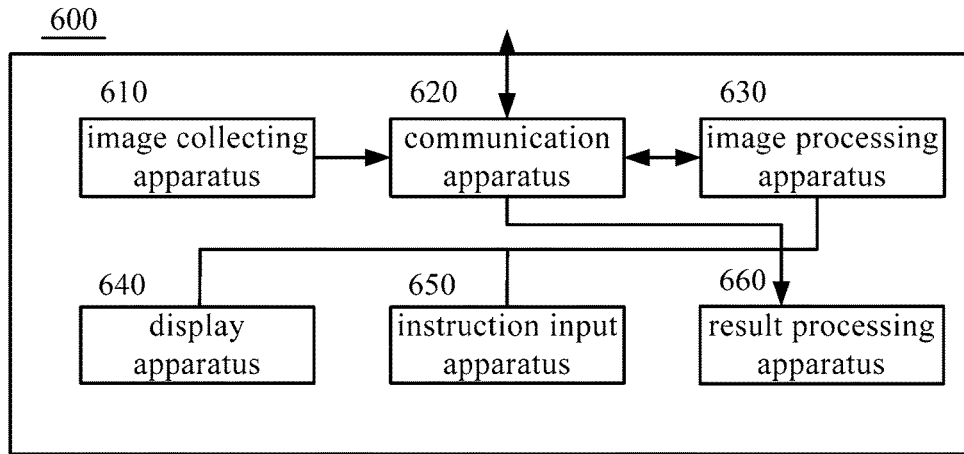 600
610
620
630
image collecting
apparatus
communication
apparatus
image processing
apparatus
640
650
660
display
apparatus
instruction input
apparatus
result processing
apparatus